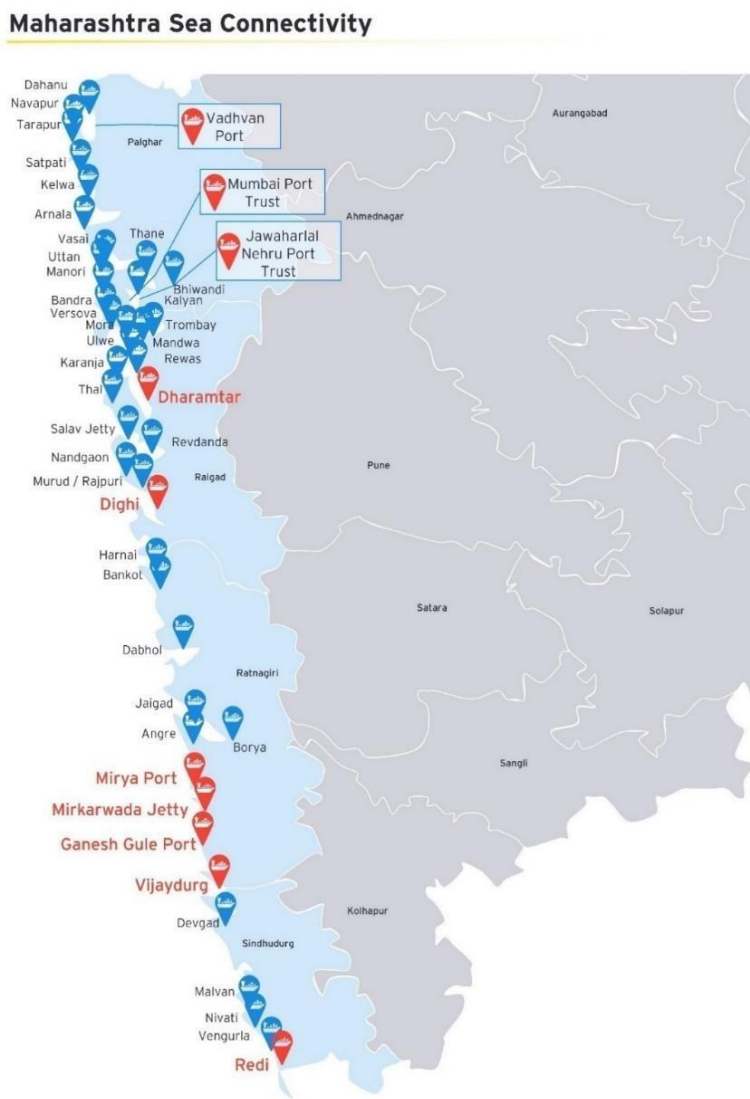 Maharashtra Sea Connectivity
Dahanu
Navapur
Tarapur
Vadhvan
Port
Aurangabad
Palghar
Satpati
Kelwa
Mumbai Port
Trust
Arnala
Ahmednagar
Thane
Vasai
Uttan
Manori
Jawaharlal
Nehru Port
Trust
Bhiwandi
Kalyan
Bandra
Versova
Mora
Trombay
Ulwe
Mandwa
Karanja
Rewas
Thal
Dharamtar
Salav Jetty
Revdanda
Nandgaon
Pune
Murud / Rajpuri
Raigad
Dighi
Harnai
Bankot
Satara
Solapur
Dabhol
Ratnagiri
Jaigad
Angre
Borya
Sangli
Mirya Port
Mirkarwada Jetty
Ganesh Gule Port
Vijaydurg
Kolhapur
Devgad
Sindhudurg
Malvan
Nivati
Vengurla
Redi